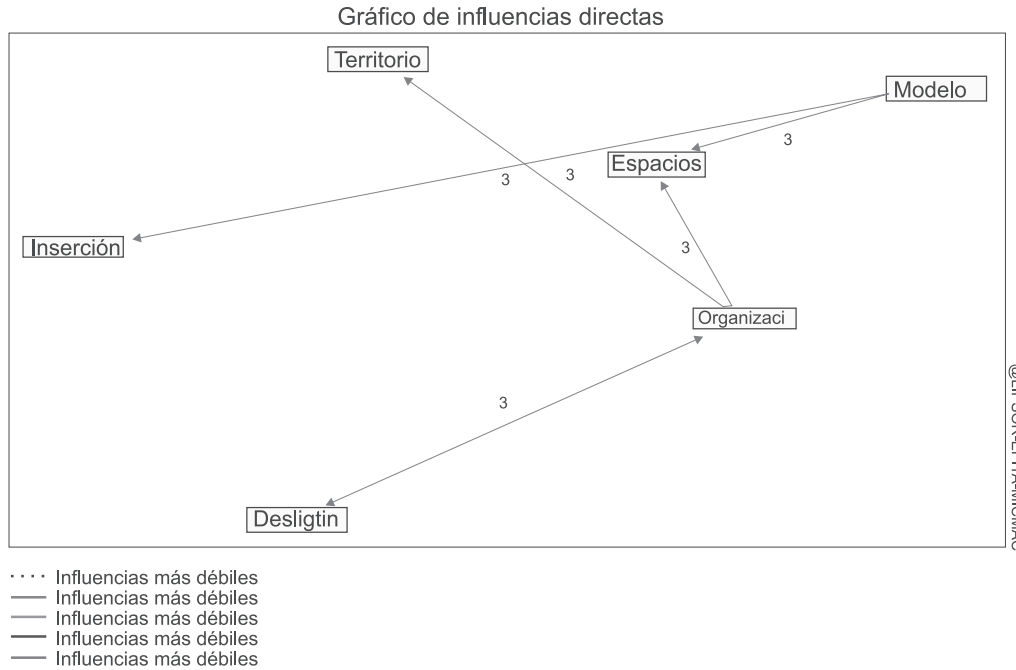 Gráfico de influencias directas
Territorio
Modelo
3
Espacios
3
3
Inserción
3
Organizaci
3
Desligtin
Influencias más débiles
Influencias más débiles
Influencias más débiles
Influencias más débiles
Influencias más débiles